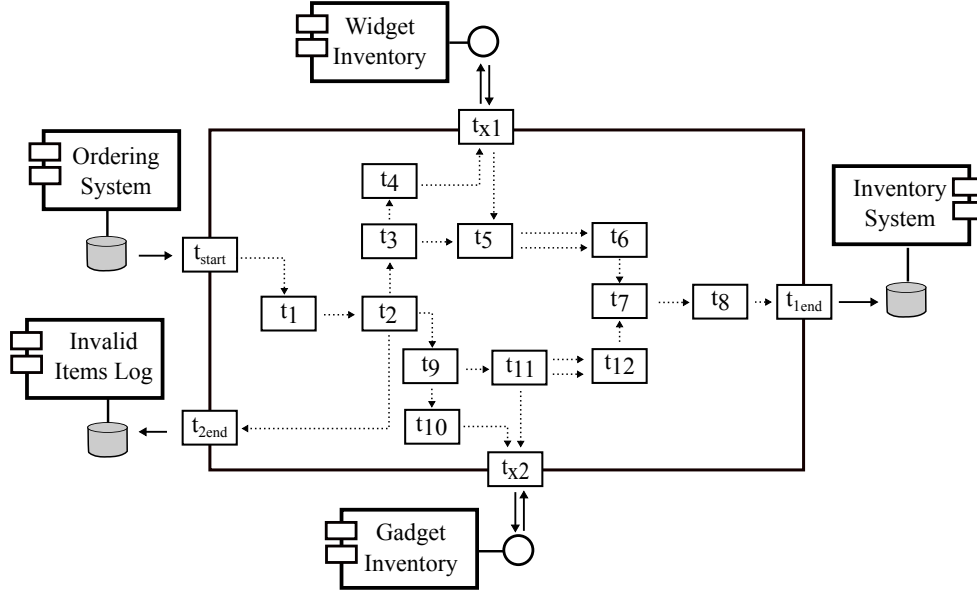 Widget
Inventory
tx1
Ordering
System
t4
Inventory
System
t3
t5
t6
tstart
t1
t2
t7
t8
t1end
Invalid
Items Log
t9
t11
t12
t2end
t10
tx2
Gadget
Inventory